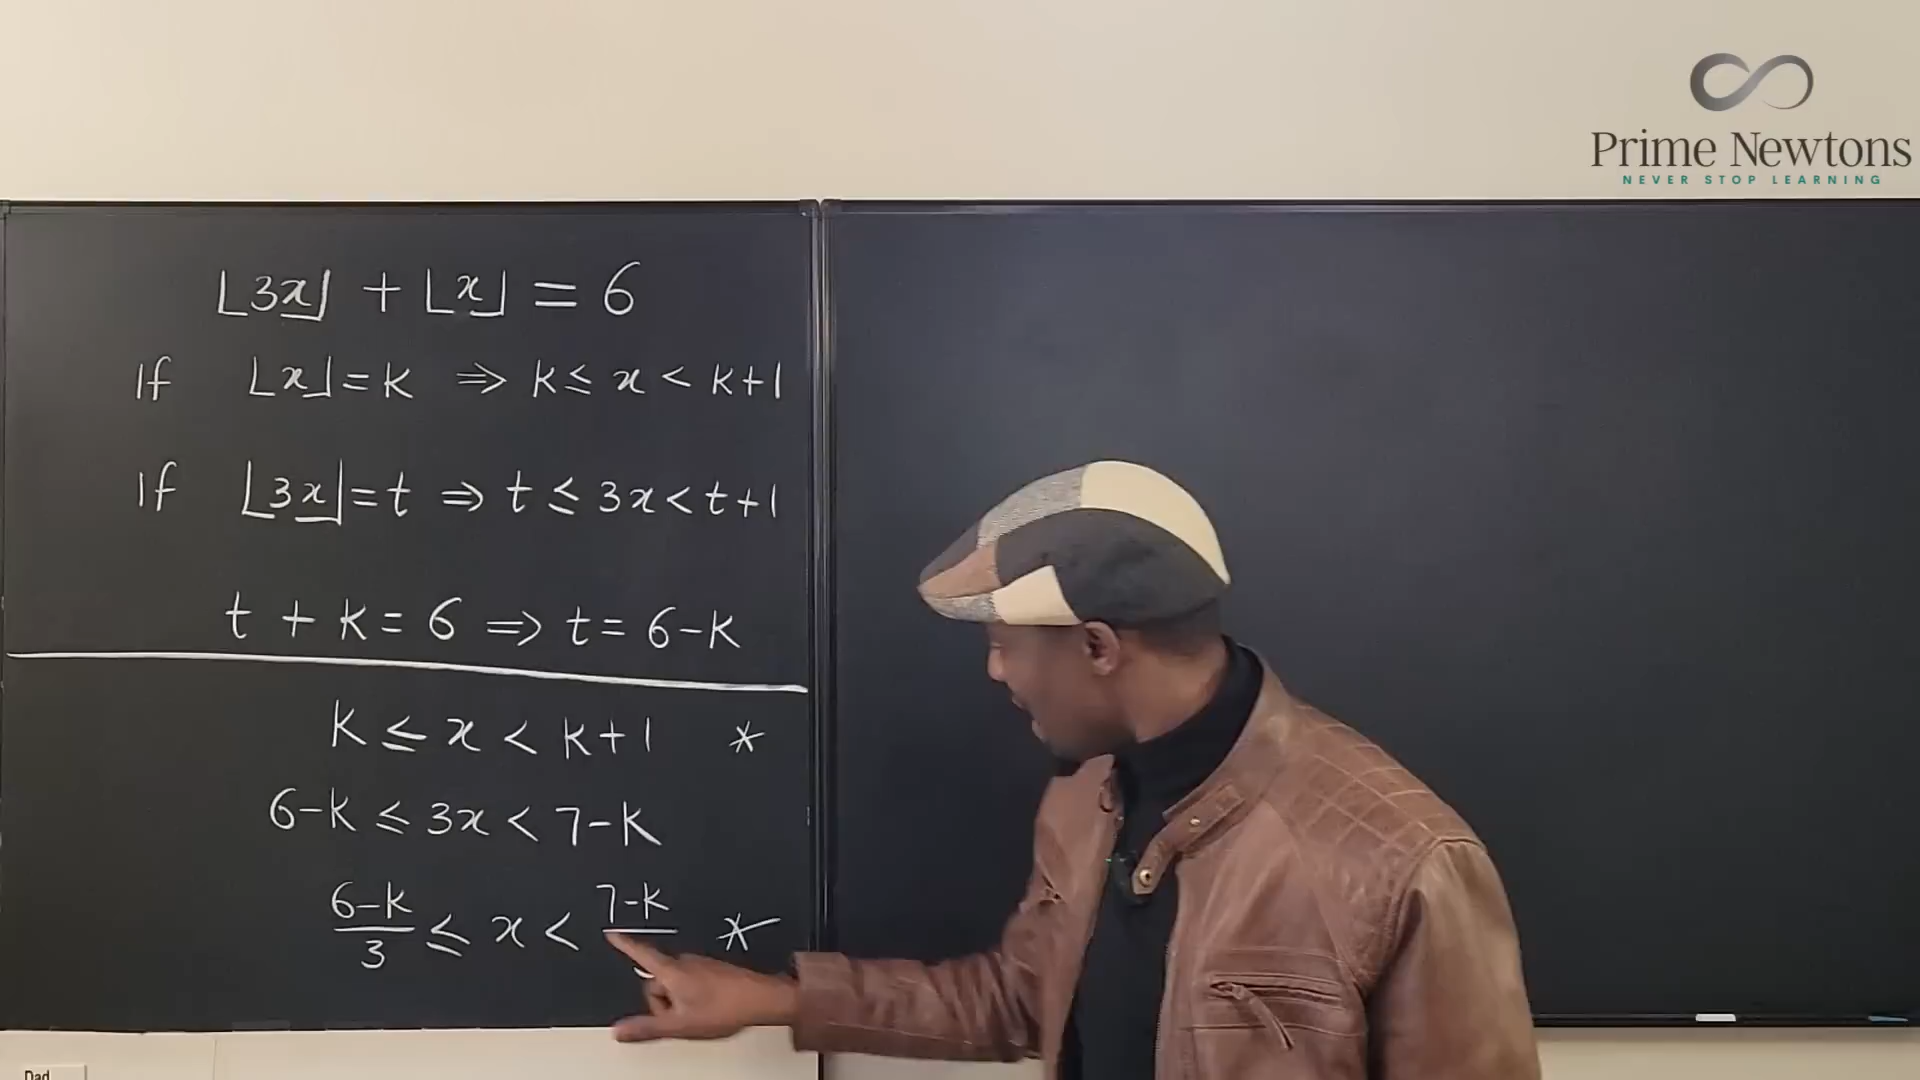 Prime Newtons
NEVER STOP LEARNING
⌊3x⌋ + ⌊x⌋ = 6
If ⌊x⌋ = k ⇒ k ≤ x < k+1
If ⌊3x⌋ = t ⇒ t ≤ 3x < t+1
t + k = 6 ⇒ t = 6-k
k ≤ x < k+1 *
6-k ≤ 3x < 7-k
(6-k)/3 ≤ x < 7-k *
Dad